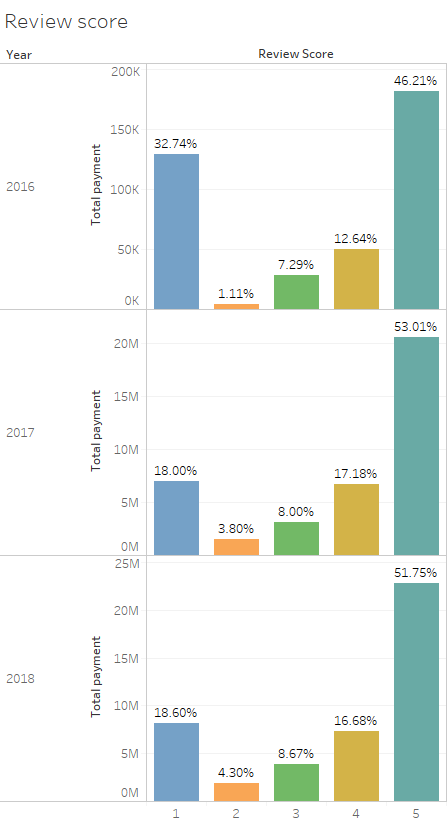 Review score
Year Review Score
200K
46.21%
150K
32.74%
2016 Total payment 100K
50K
12.64%
7.29%
1.11%
0K
53.01%
20M
15M
2017 Total payment 10M
18.00%
17.18%
5M
8.00%
3.80%
0M
25M
51.75%
20M
15M
2018 Total payment 10M
18.60%
16.68%
5M
8.67%
4.30%
0M
1 2 3 4 5